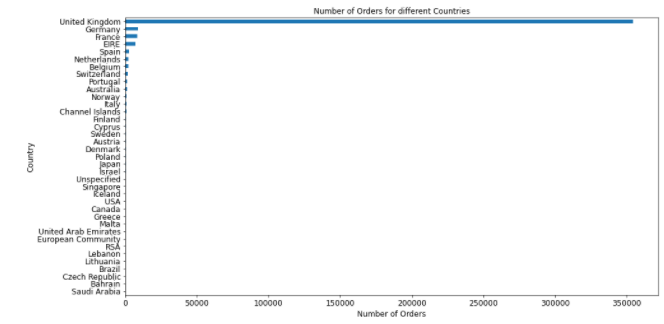 Number of Orders for different Countries
United Kingdom
Germany
France
EIRE
Spain
Netherlands
Belgium
Switzerland
Portugal
Australia
Norway
Italy
Channel Islands
Finland
Cyprus
Sweden
Austria
Denmark
Poland
Japan
Israel
Unspecified
Singapore
Iceland
USA
Canada
Greece
Malta
United Arab Emirates
European Community
RSA
Lebanon
Lithuania
Brazil
Czech Republic
Bahrain
Saudi Arabia
Country
0 50000 100000 150000 200000 250000 300000 350000
Number of Orders